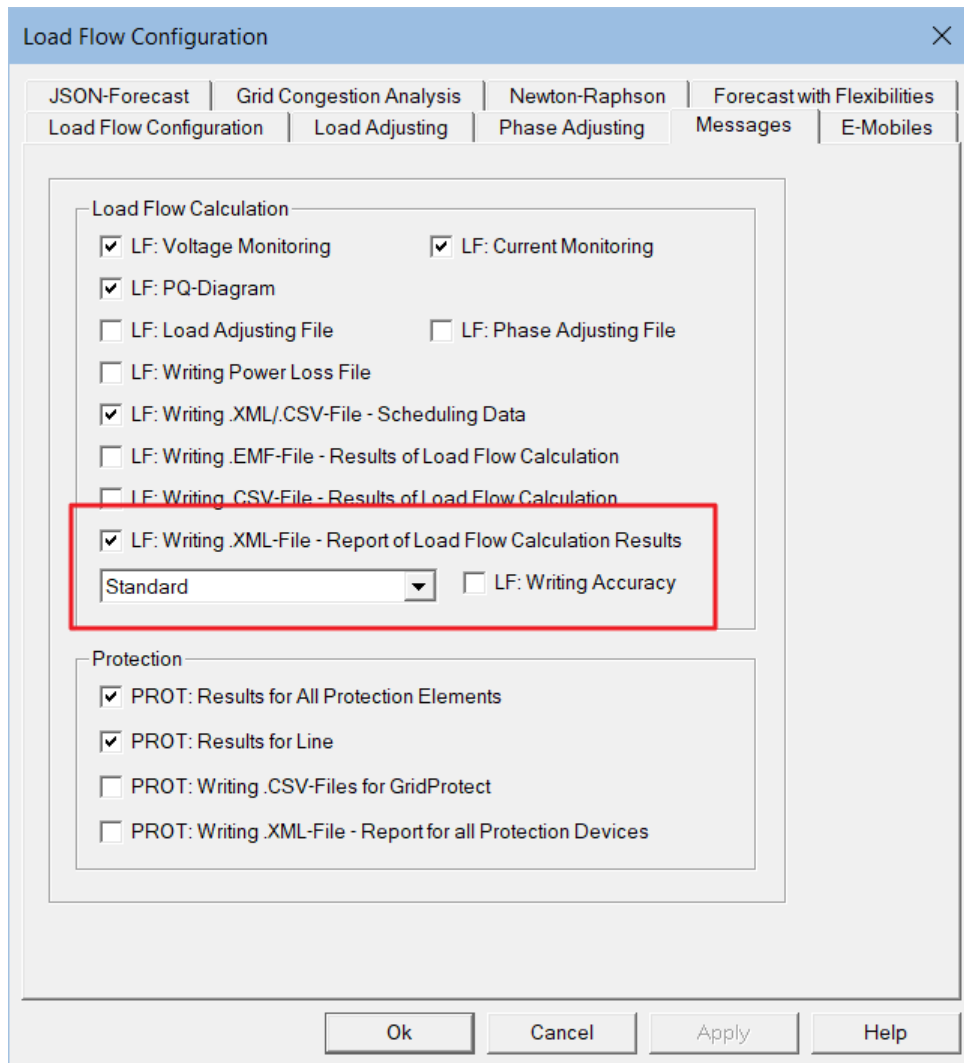 Load Flow Configuration
JSON-Forecast Grid Congestion Analysis Newton-Raphson Forecast with Flexibilities
Load Flow Configuration Load Adjusting Phase Adjusting Messages E-Mobiles
Load Flow Calculation
LF: Voltage Monitoring LF: Current Monitoring
LF: PQ-Diagram
LF: Load Adjusting File LF: Phase Adjusting File
LF: Writing Power Loss File
LF: Writing .XML/.CSV-File - Scheduling Data
LF: Writing .EMF-File - Results of Load Flow Calculation
LF: Writing .CSV-File - Results of Load Flow Calculation
LF: Writing .XML-File - Report of Load Flow Calculation Results
Standard LF: Writing Accuracy
Protection
PROT: Results for All Protection Elements
PROT: Results for Line
PROT: Writing .CSV-Files for GridProtect
PROT: Writing .XML-File - Report for all Protection Devices
Ok Cancel Apply Help